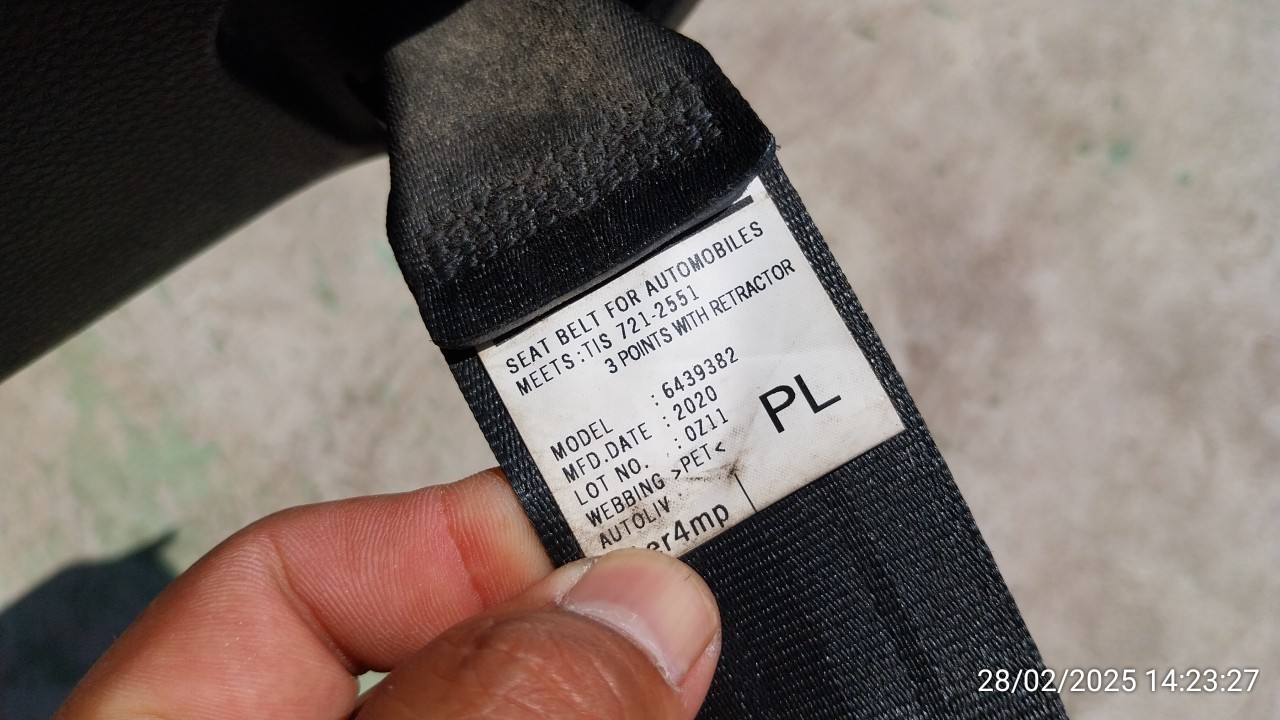 SEAT BELT FOR AUTOMOBILES
MEETS:TIS 721-2551
3 POINTS WITH RETRACTOR
MODEL : 6439382
MFD.DATE : 2020
LOT NO. : 0Z11
WEBBING >PET<
AUTOLIV
PL
28/02/2025 14:23:27